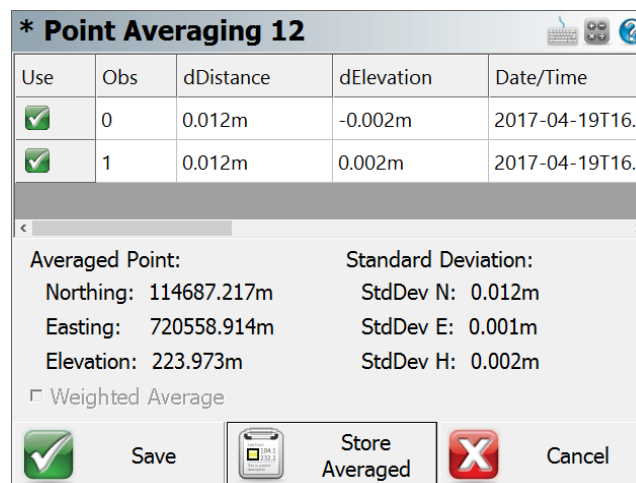 * Point Averaging 12
Use Obs dDistance dElevation Date/Time
0 0.012m -0.002m 2017-04-19T16.
1 0.012m 0.002m 2017-04-19T16.
Averaged Point: Standard Deviation:
Northing: 114687.217m StdDev N: 0.012m
Easting: 720558.914m StdDev E: 0.001m
Elevation: 223.973m StdDev H: 0.002m
Weighted Average
Save Store Averaged Cancel